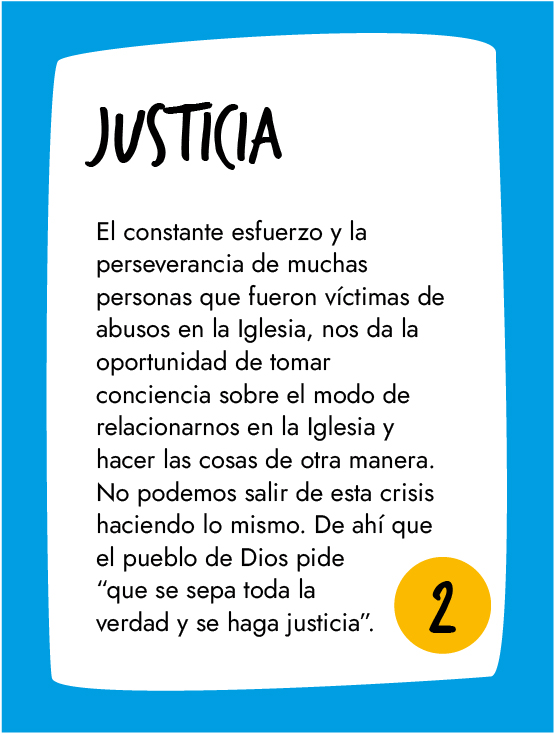 JUSTICIA
El constante esfuerzo y la
perseverancia de muchas
personas que fueron víctimas de
abusos en la Iglesia, nos da la
oportunidad de tomar
conciencia sobre el modo de
relacionarnos en la Iglesia y
hacer las cosas de otra manera.
No podemos salir de esta crisis
haciendo lo mismo. De ahí que
el pueblo de Dios pide
“que se sepa toda la
verdad y se haga justicia”.
2